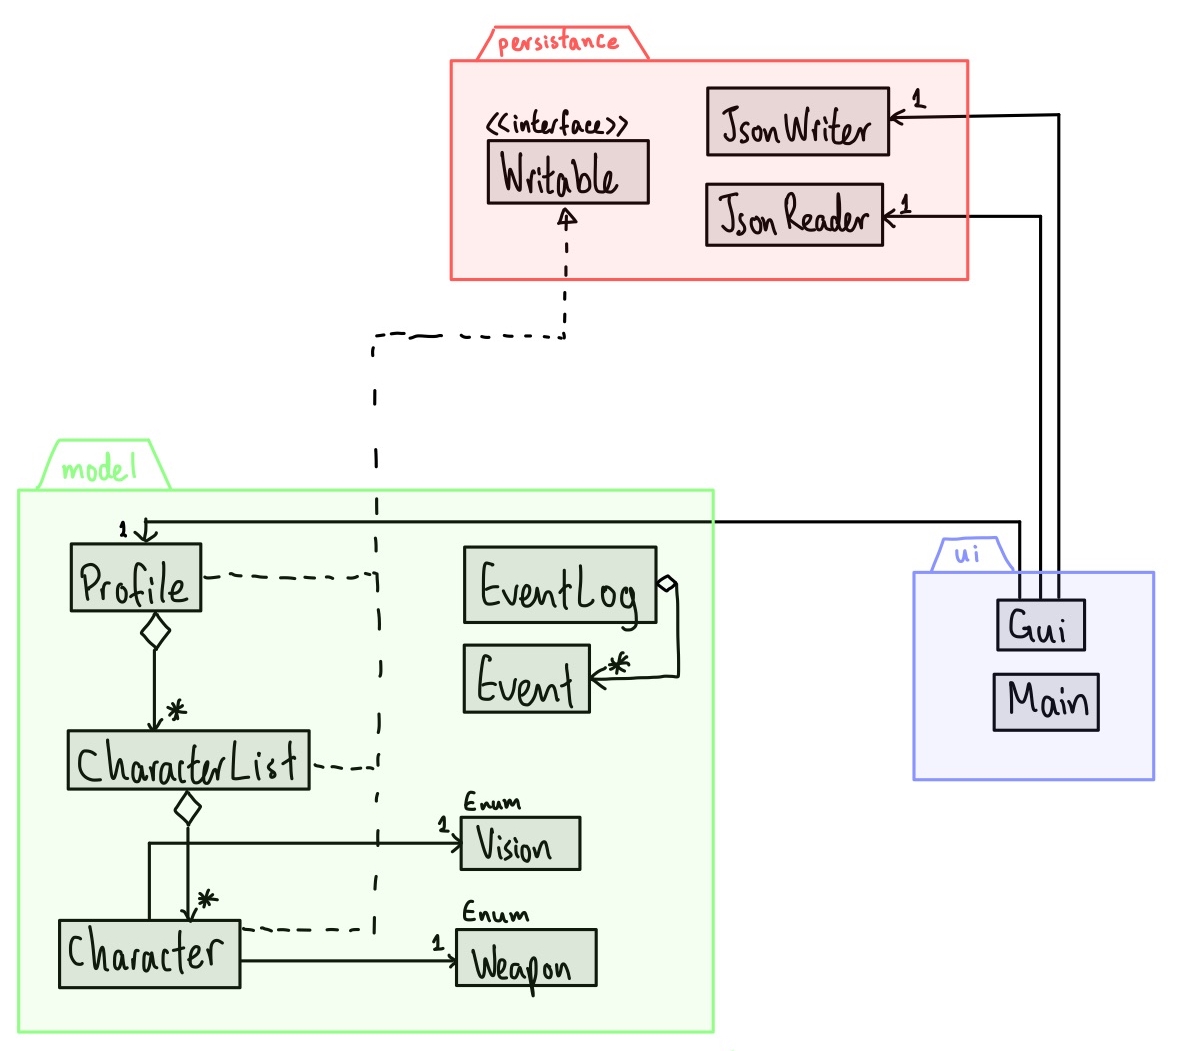 persistance
<<interface>>
Writable
JsonWriter
1
JsonReader
1
model
1
Profile
*
CharacterList
*
Character
EventLog
*
Event
Enum
1
Vision
Enum
1
Weapon
ui
Gui
Main